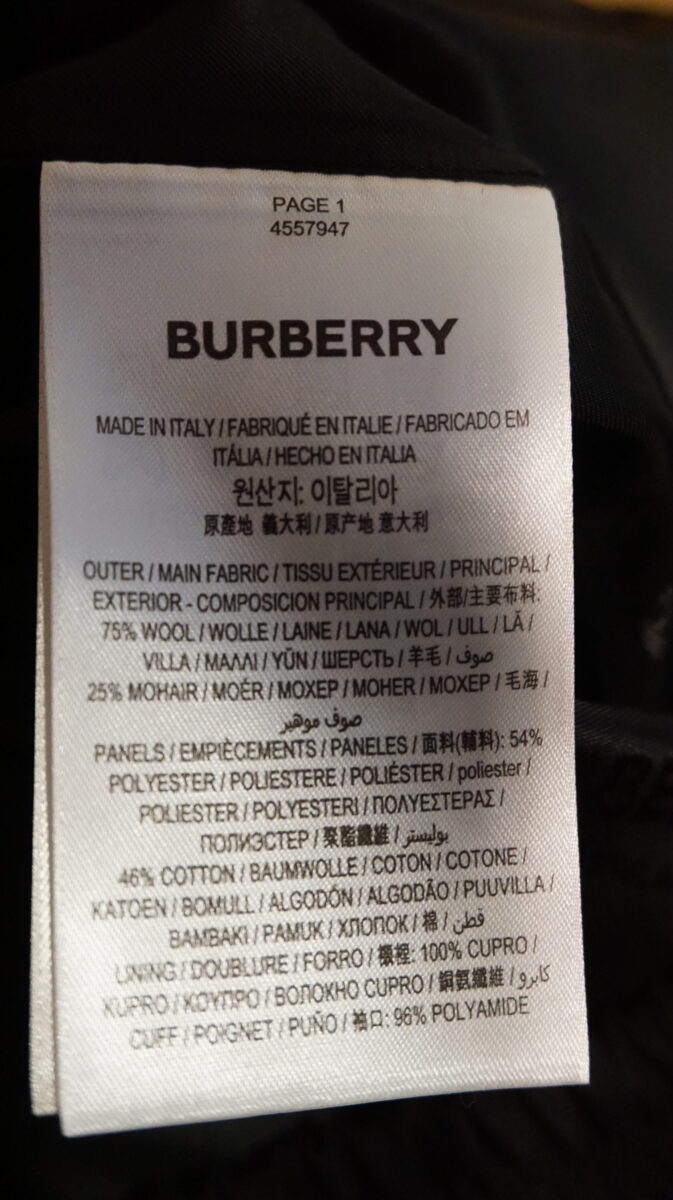 PAGE 1
4557947
BURBERRY
MADE IN ITALY / FABRIQUÉ EN ITALIE / FABRICADO EM
ITÁLIA / HECHO EN ITALIA
원산지: 이탈리아
原產地 義大利 / 原产地 意大利
OUTER / MAIN FABRIC / TISSU EXTÉRIEUR / PRINCIPAL /
EXTERIOR - COMPOSICION PRINCIPAL / 外部/主要布料:
75% WOOL / WOLLE / LAINE / LANA / WOL / ULL / LÃ /
VILLA / ΜΑΛΛΙ / YÜN / ШЕРСТЬ / 羊毛 / صوف
25% MOHAIR / MOÉR / MOXEP / MOHER / MOXEP / 毛海 /
صوف موهير
PANELS / EMPIÈCEMENTS / PANELES / 面料(輔料): 54%
POLYESTER / POLIESTERE / POLIÉSTER / poliester /
POLIESTER / POLYESTERI / ΠΟΛΥΕΣΤΕΡΑΣ /
ПОЛИЭСТЕР / 聚酯纖維 / بوليستر
46% COTTON / BAUMWOLLE / COTON / COTONE /
KATOEN / BOMULL / ALGODÓN / ALGODÃO / PUUVILLA /
BAMBAKI / PAMUK / ХЛОПОК / 棉 / قطن
LINING / DOUBLURE / FORRO / 襯裡: 100% CUPRO /
KUPRO / ΚΟΥΠΡΟ / ВОЛОКНО CUPRO / 銅氨纖維 / كابرو
CUFF / POIGNET / PUÑO / 袖口: 96% POLYAMIDE